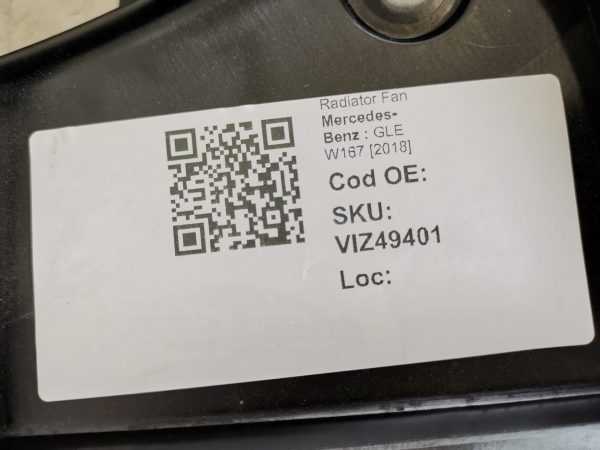 Radiator Fan
Mercedes-
Benz : GLE
W167 [2018]
Cod OE:
SKU:
VIZ49401
Loc: